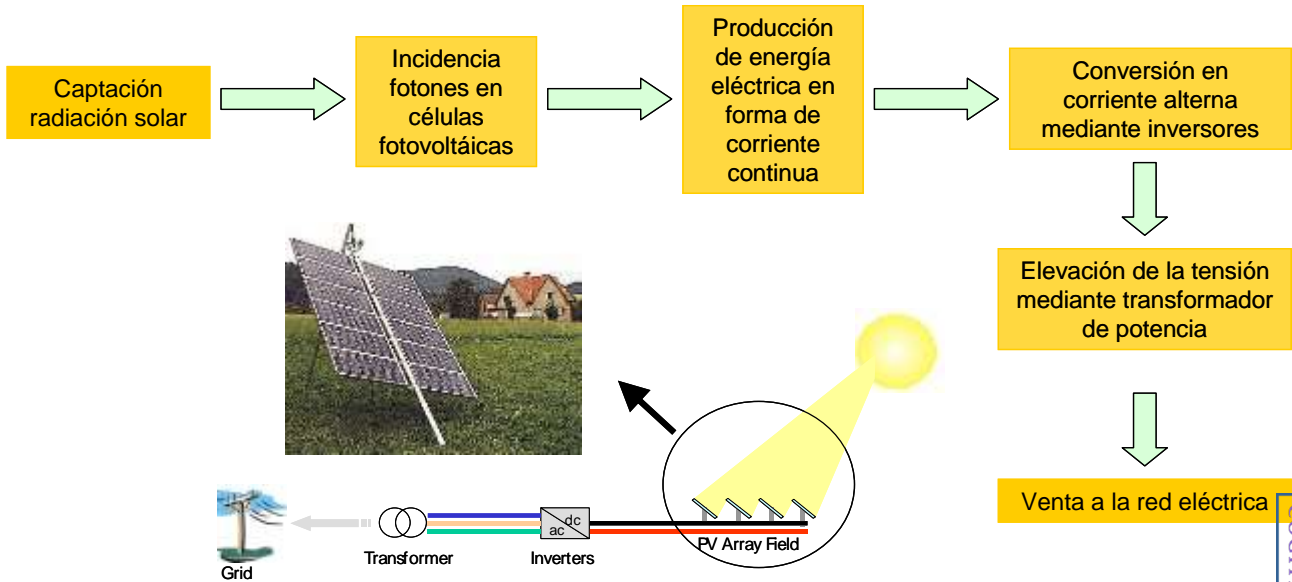 Captación
radiación solar
Incidencia
fotones en
células
fotovoltáicas
Producción
de energía
eléctrica en
forma de
corriente
continua
Conversión en
corriente alterna
mediante inversores
Elevación de la tensión
mediante transformador
de potencia
Venta a la red eléctrica
dc
ac
PV Array Field
Transformer
Inverters
Grid